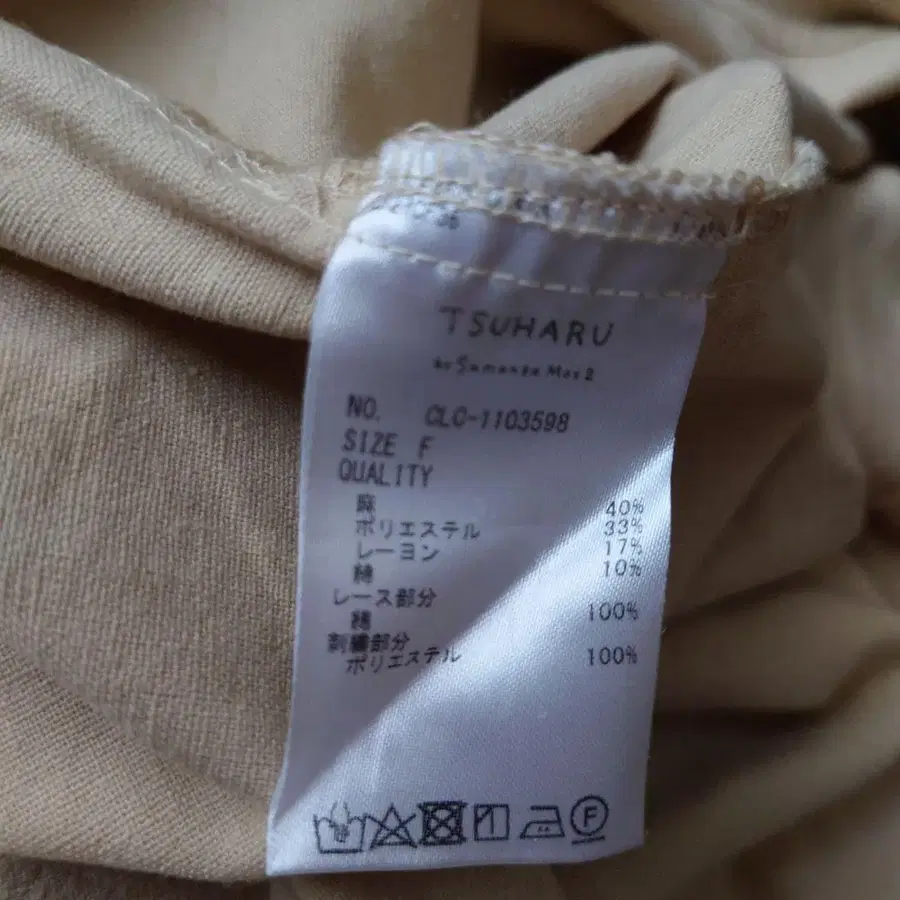 TSUHARU
by Samansa Mos2
NO. CLC-1103598
SIZE F
QUALITY
麻 40%
ポリエステル 33%
レーヨン 17%
綿 10%
レース部分
綿 100%
刺繍部分
ポリエステル 100%
F